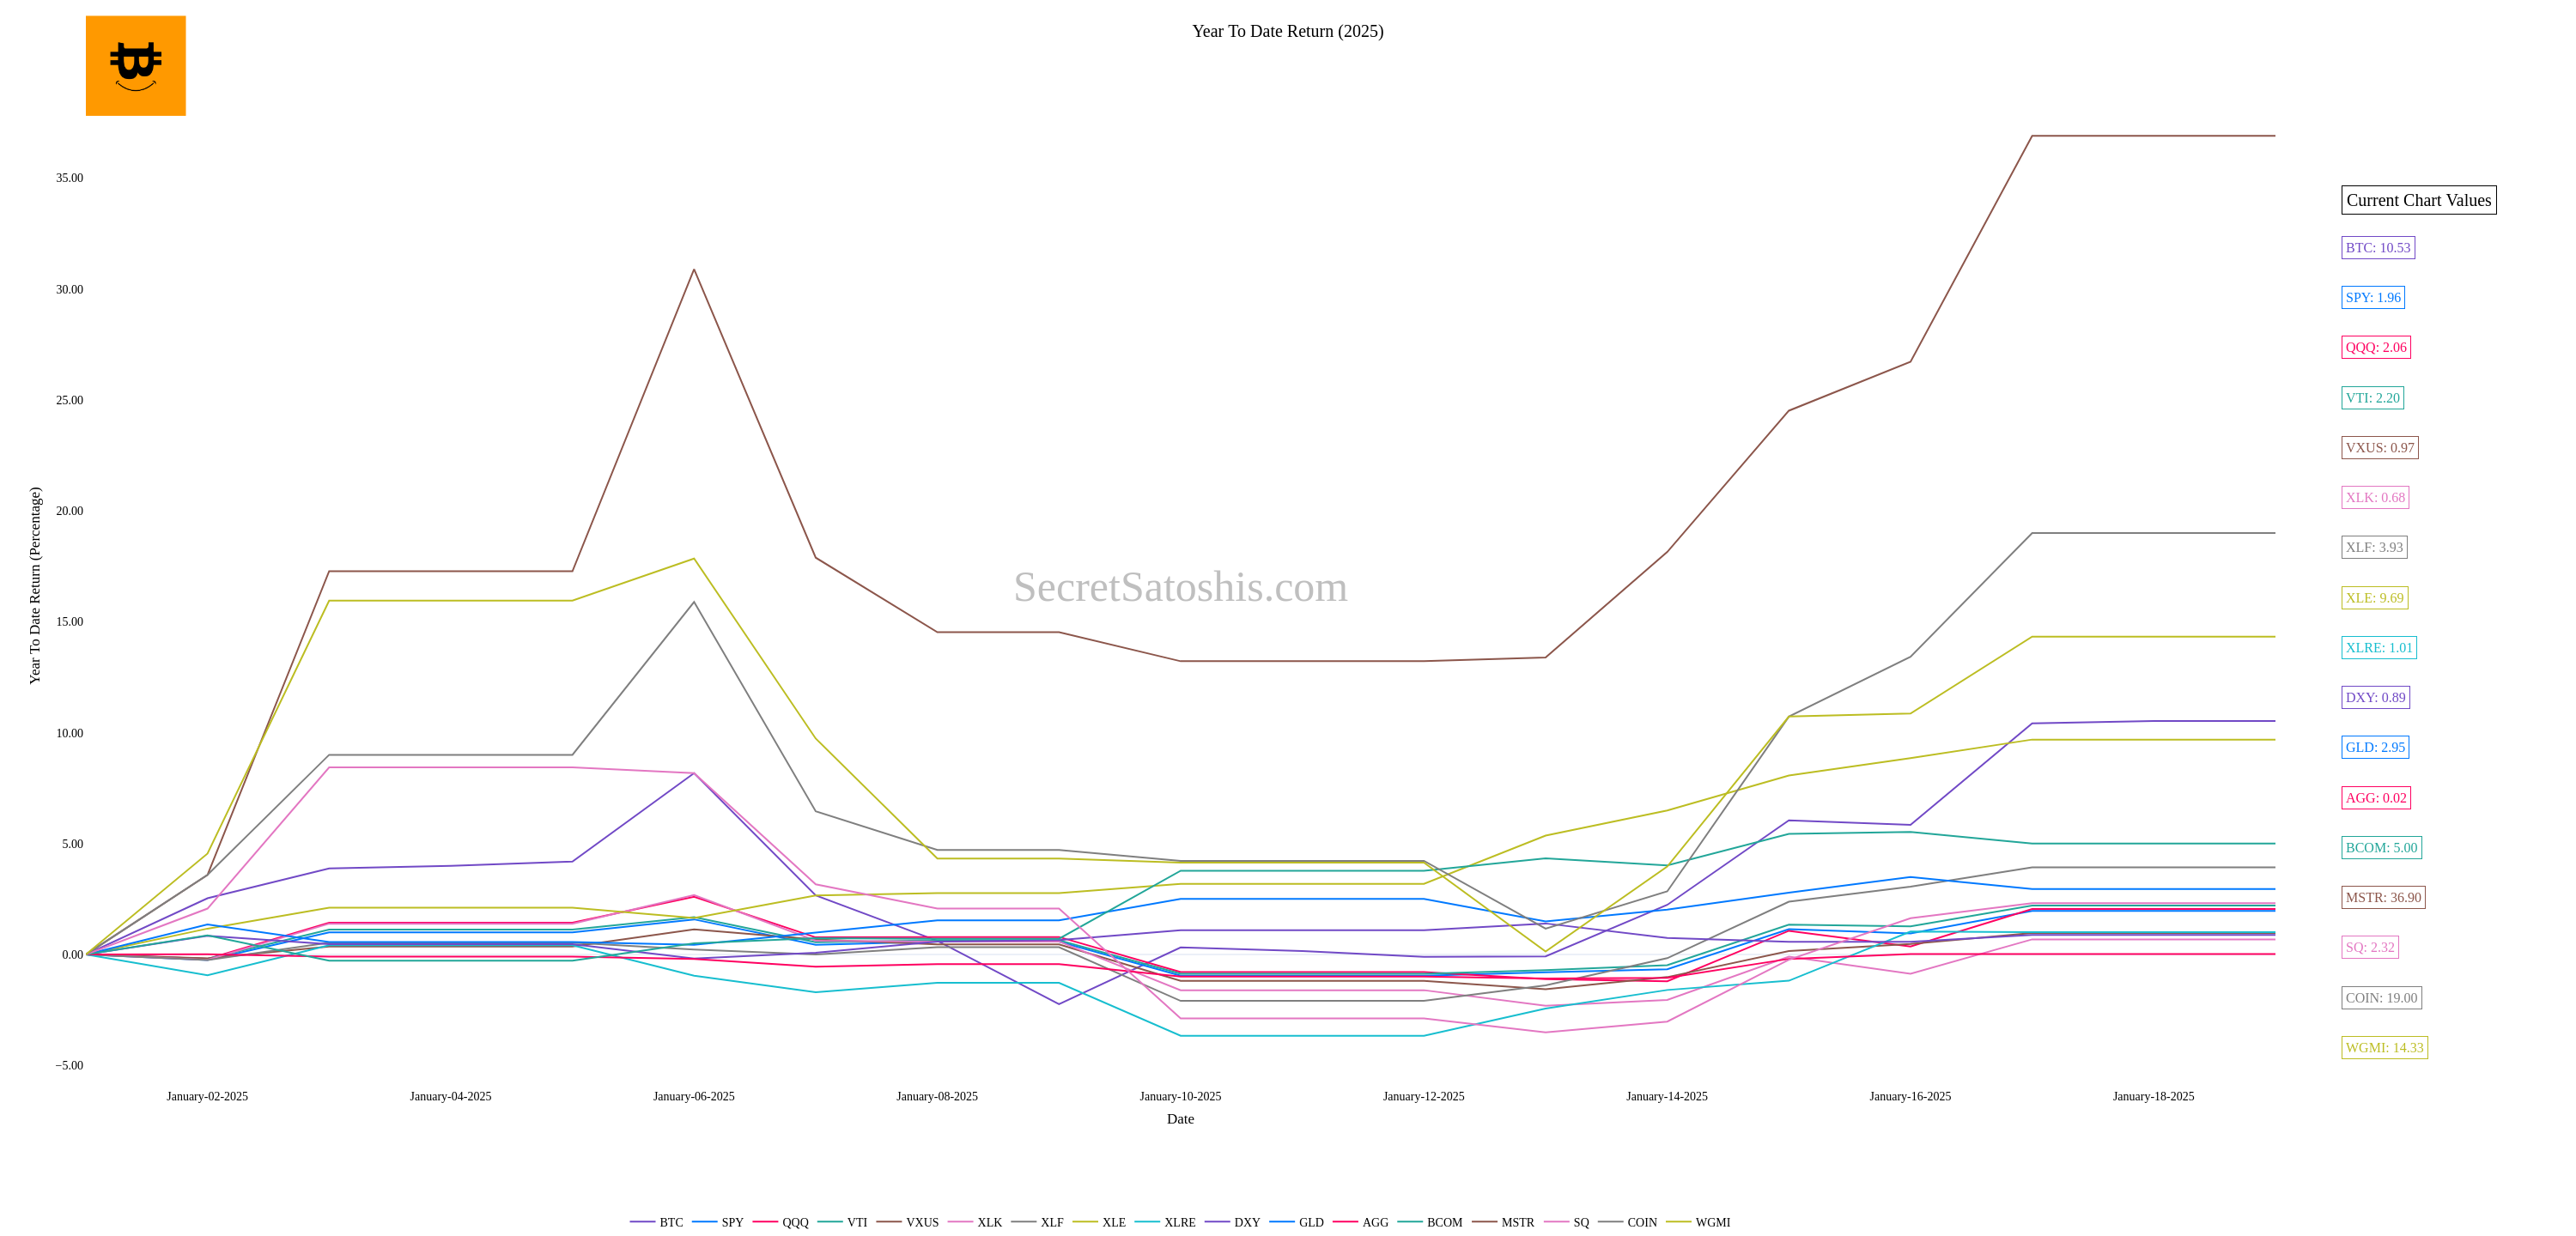 Year To Date Return (2025)
Year To Date Return (Percentage)
35.00
30.00
25.00
20.00
15.00
10.00
5.00
0.00
−5.00
SecretSatoshis.com
Current Chart Values
BTC: 10.53
SPY: 1.96
QQQ: 2.06
VTI: 2.20
VXUS: 0.97
XLK: 0.68
XLF: 3.93
XLE: 9.69
XLRE: 1.01
DXY: 0.89
GLD: 2.95
AGG: 0.02
BCOM: 5.00
MSTR: 36.90
SQ: 2.32
COIN: 19.00
WGMI: 14.33
January-02-2025 January-04-2025 January-06-2025 January-08-2025 January-10-2025 January-12-2025 January-14-2025 January-16-2025 January-18-2025
Date
BTC SPY QQQ VTI VXUS XLK XLF XLE XLRE DXY GLD AGG BCOM MSTR SQ COIN WGMI